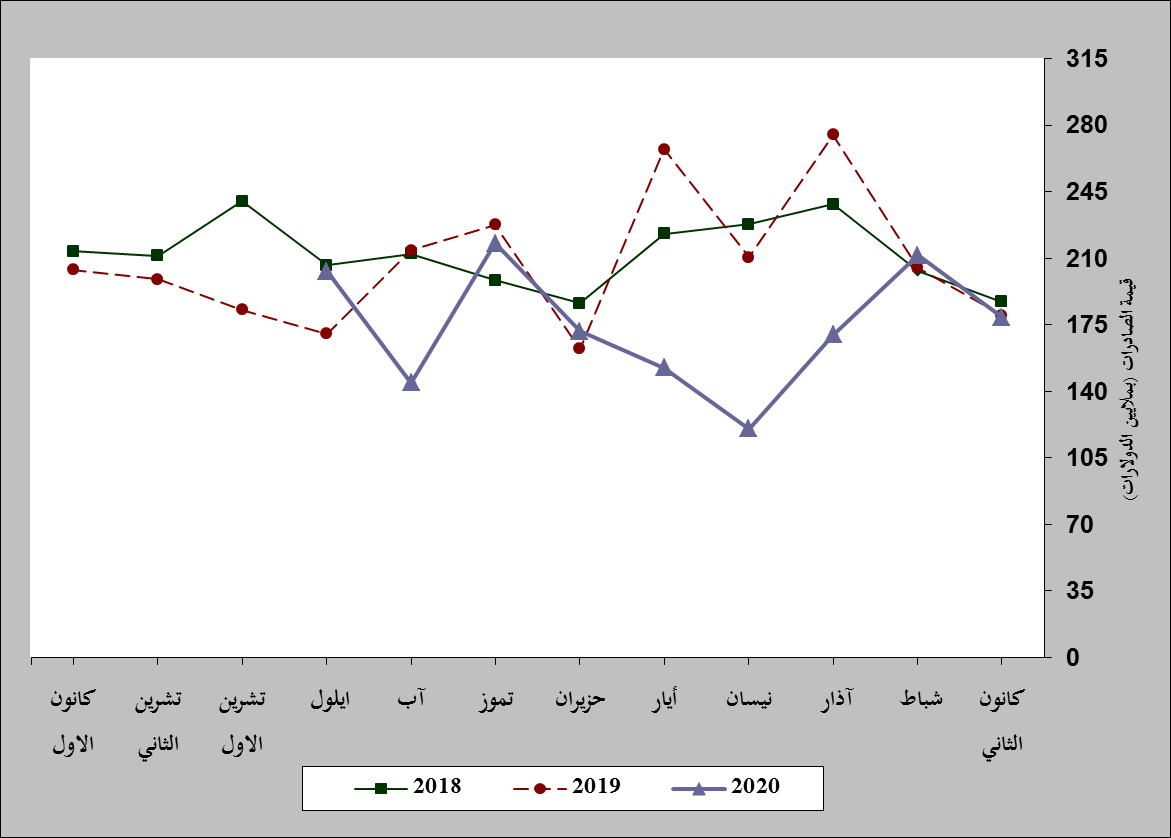 315
280
245
210
175
140
105
70
35
0
قيمة الصادرات (بملايين الدولارات)
كانون الثاني
شباط
آذار
نيسان
أيار
حزيران
تموز
آب
ايلول
تشرين الاول
تشرين الثاني
كانون الاول
2018
2019
2020